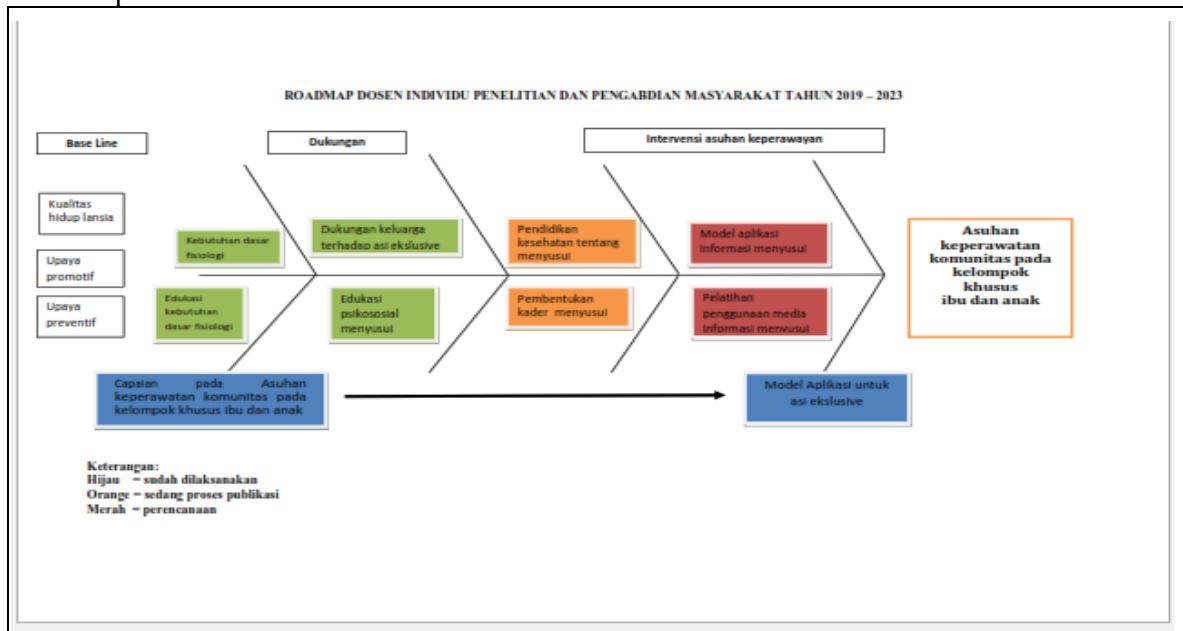 ROADMAP DOSEN INDIVIDU PENELITIAN DAN PENGABDIAN MASYARAKAT TAHUN 2019 – 2023
Base Line
Dukungan
Intervensi asuhan keperawayan
Kualitas
hidup lansia
Upaya
promotif
Upaya
preventif
Kebutuhan dasar
fisiologi
Dukungan keluarga
terhadap asi ekslusive
Pendidikan
kesehatan tentang
menyusui
Model aplikasi
informasi menyusui
Edukasi
kebutuhan
dasar fisiologi
Edukasi
psikososial
menyusui
Pembentukan
kader menyusui
Pelatihan
penggunaan media
informasi menyusui
Asuhan
keperawatan
komunitas pada
kelompok
khusus
ibu dan anak
Capaian pada Asuhan
keperawatan komunitas pada
kelompok khusus ibu dan anak
Model Aplikasi untuk
asi ekslusive
Keterangan:
Hijau = sudah dilaksanakan
Orange = sedang proses publikasi
Merah = perencanaan